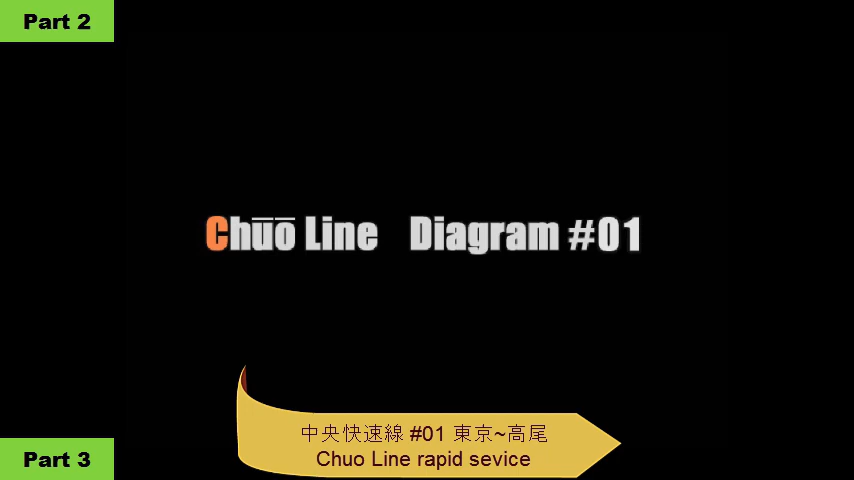 Part 2
Chūō Line Diagram #01
中央快速線 #01 東京~高尾
Chuo Line rapid sevice
Part 3